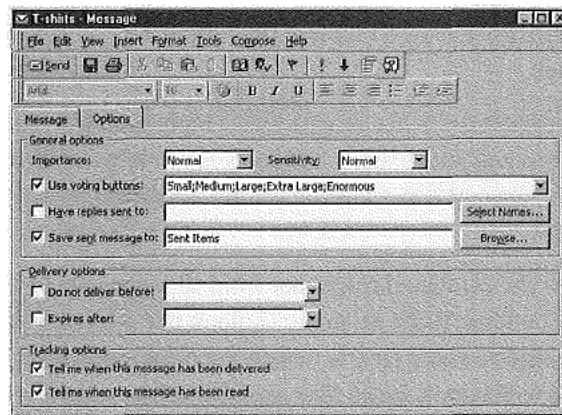 T-shirts - Message
File Edit View Insert Format Tools Compose Help
Send
Arial 10 B I U
Message Options
General options
Importance: Normal Sensitivity: Normal
Use voting buttons: Small;Medium;Large;Extra Large;Enormous
Have replies sent to: Select Names...
Save sent message to: Sent Items Browse...
Delivery options
Do not deliver before:
Expires after:
Tracking options
Tell me when this message has been delivered
Tell me when this message has been read